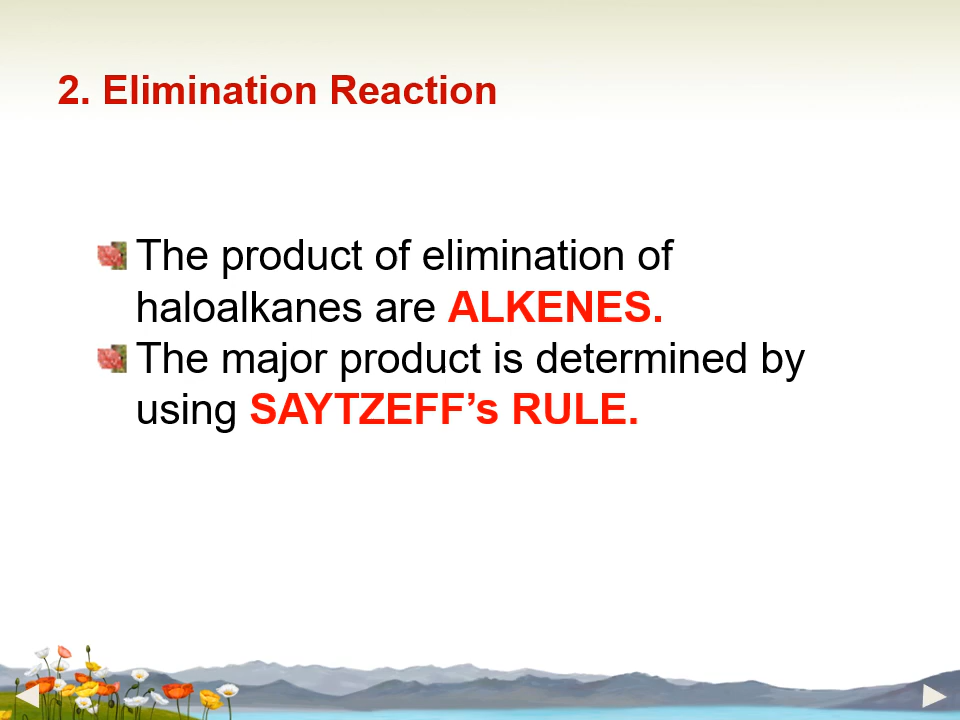 2. Elimination Reaction
The product of elimination of
haloalkanes are ALKENES.
The major product is determined by
using SAYTZEFF’s RULE.